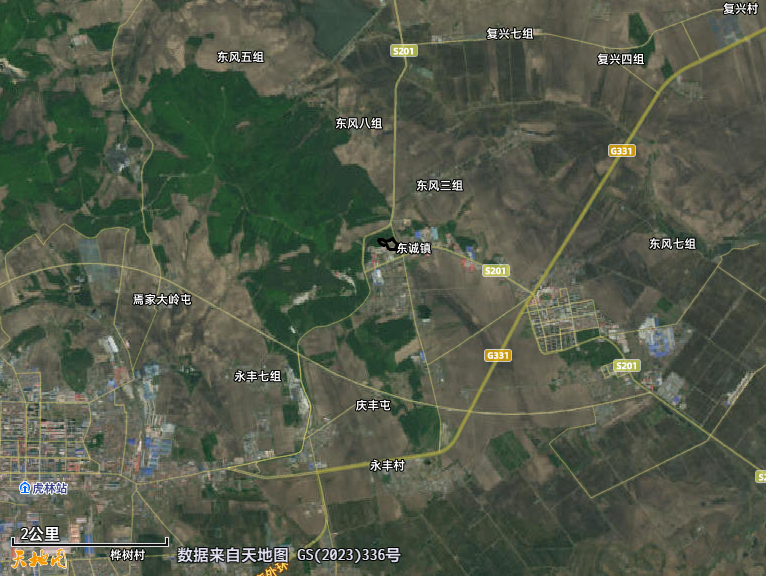 复兴村
复兴七组
S201
东风五组
复兴四组
东风八组
G331
东风三组
东诚镇
东风七组
S201
焉家大岭屯
G331
S201
永丰七组
庆丰屯
永丰村
虎林站
2公里
天地图
桦树村
数据来自天地图 GS(2023)336号
外环